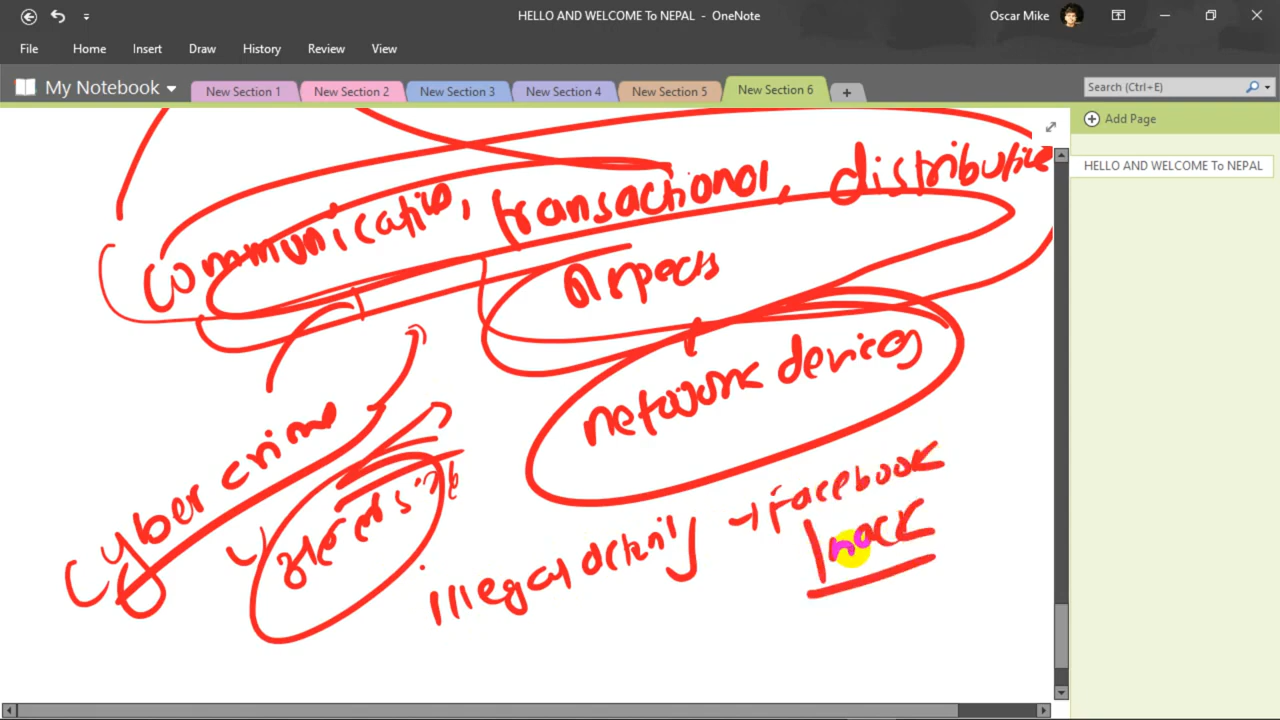 HELLO AND WELCOME To NEPAL - OneNote
Oscar Mike
File Home Insert Draw History Review View
My Notebook New Section 1 New Section 2 New Section 3 New Section 4 New Section 5 New Section 6
Search (Ctrl+E)
Add Page
HELLO AND WELCOME To NEPAL
communication, transactional, distributive
Aspects
network devices
cyber crime
illegal
Facebook
hack